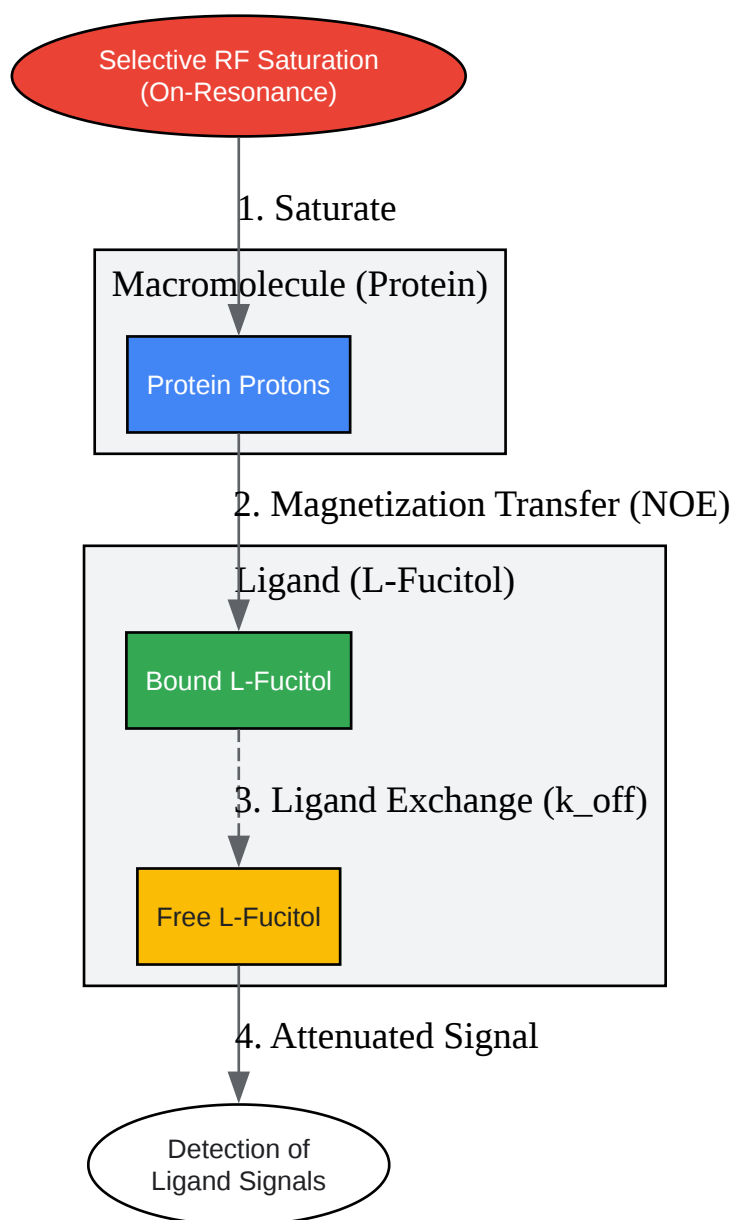 Selective RF Saturation
(On-Resonance)
1. Saturate
Macromolecule (Protein)
Protein Protons
2. Magnetization Transfer (NOE)
Ligand (L-Fucitol)
Bound L-Fucitol
3. Ligand Exchange (k_off)
Free L-Fucitol
4. Attenuated Signal
Detection of
Ligand Signals